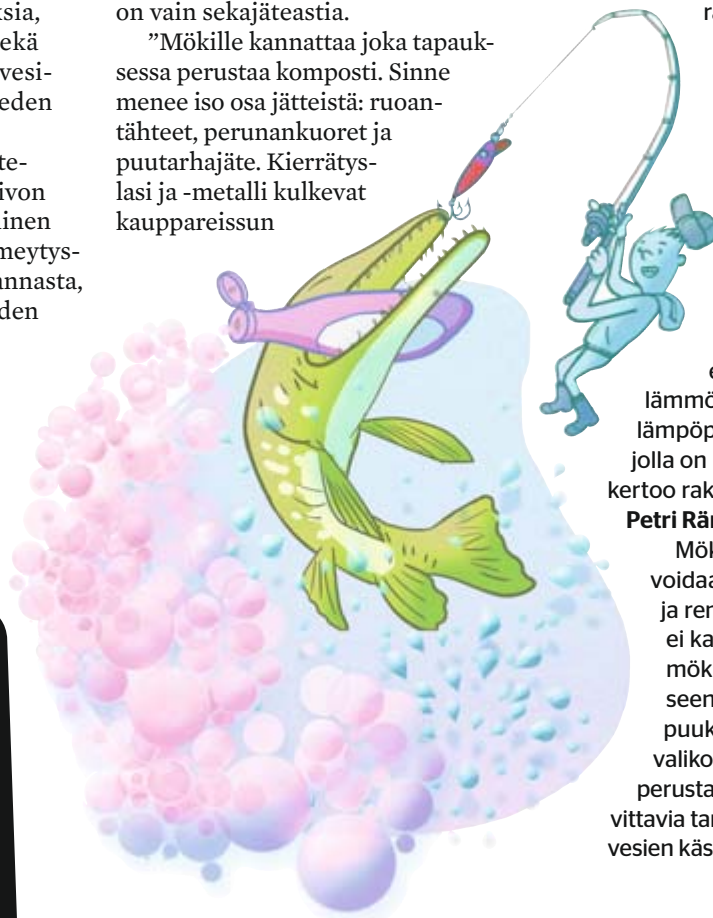 ksia,
ekä
vesi-
eden
te-
ivon
inen
meytys-
annasta,
den
on vain sekajäteastia.
”Mökille kannattaa joka tapauk-
sessa perustaa komposti. Sinne
menee iso osa jätteistä: ruoan-
tähteet, perunankuoret ja
puutarhajäte. Kierrätys-
lasi ja -metalli kulkevat
kauppareissun
ra
e
lämmö
lämpöp
jolla on
kertoo rak
Petri Rär
Mök
voidaa
ja ren
ei ka
mök
seen
puuk
valiko
perusta
vittavia tar
vesien käs